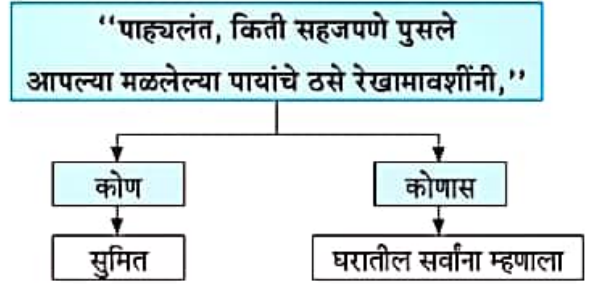 “पाह्यलंत, किती सहजपणे पुसले
आपल्या मळलेल्या पायांचे ठसे रेखामावशींनी,”
कोण
कोणास
सुमित
घरातील सर्वांना म्हणाला